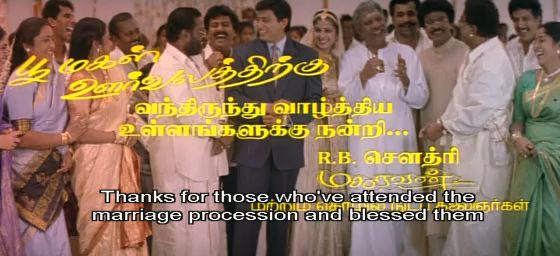 பூ மகள்
ஊர்வலத்திற்கு
வந்திருந்து வாழ்த்திய
உள்ளங்களுக்கு நன்றி...
R.B. சௌத்ரி
Thanks for those who've attended the
marriage procession and blessed them
மற்றும்